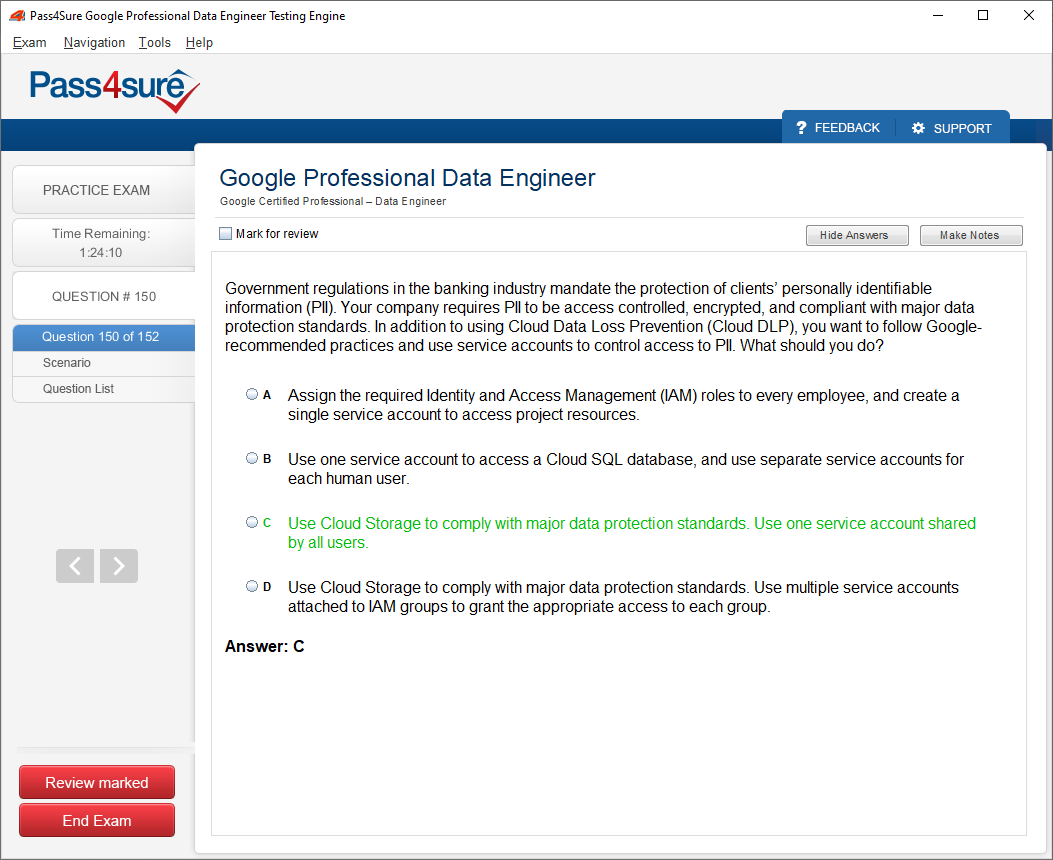 Pass4Sure Google Professional Data Engineer Testing Engine
Exam Navigation Tools Help
Pass4sure
? FEEDBACK SUPPORT
PRACTICE EXAM
Time Remaining:
1:24:10
QUESTION # 150
Question 150 of 152
Scenario
Question List
Review marked
End Exam
Google Professional Data Engineer
Google Certified Professional – Data Engineer
Mark for review
Hide Answers
Make Notes
Government regulations in the banking industry mandate the protection of clients’ personally identifiable
information (PII). Your company requires PII to be access controlled, encrypted, and compliant with major data
protection standards. In addition to using Cloud Data Loss Prevention (Cloud DLP), you want to follow Google-
recommended practices and use service accounts to control access to PII. What should you do?
A Assign the required Identity and Access Management (IAM) roles to every employee, and create a
single service account to access project resources.
B Use one service account to access a Cloud SQL database, and use separate service accounts for
each human user.
C Use Cloud Storage to comply with major data protection standards. Use one service account shared
by all users.
D Use Cloud Storage to comply with major data protection standards. Use multiple service accounts
attached to IAM groups to grant the appropriate access to each group.
Answer: C